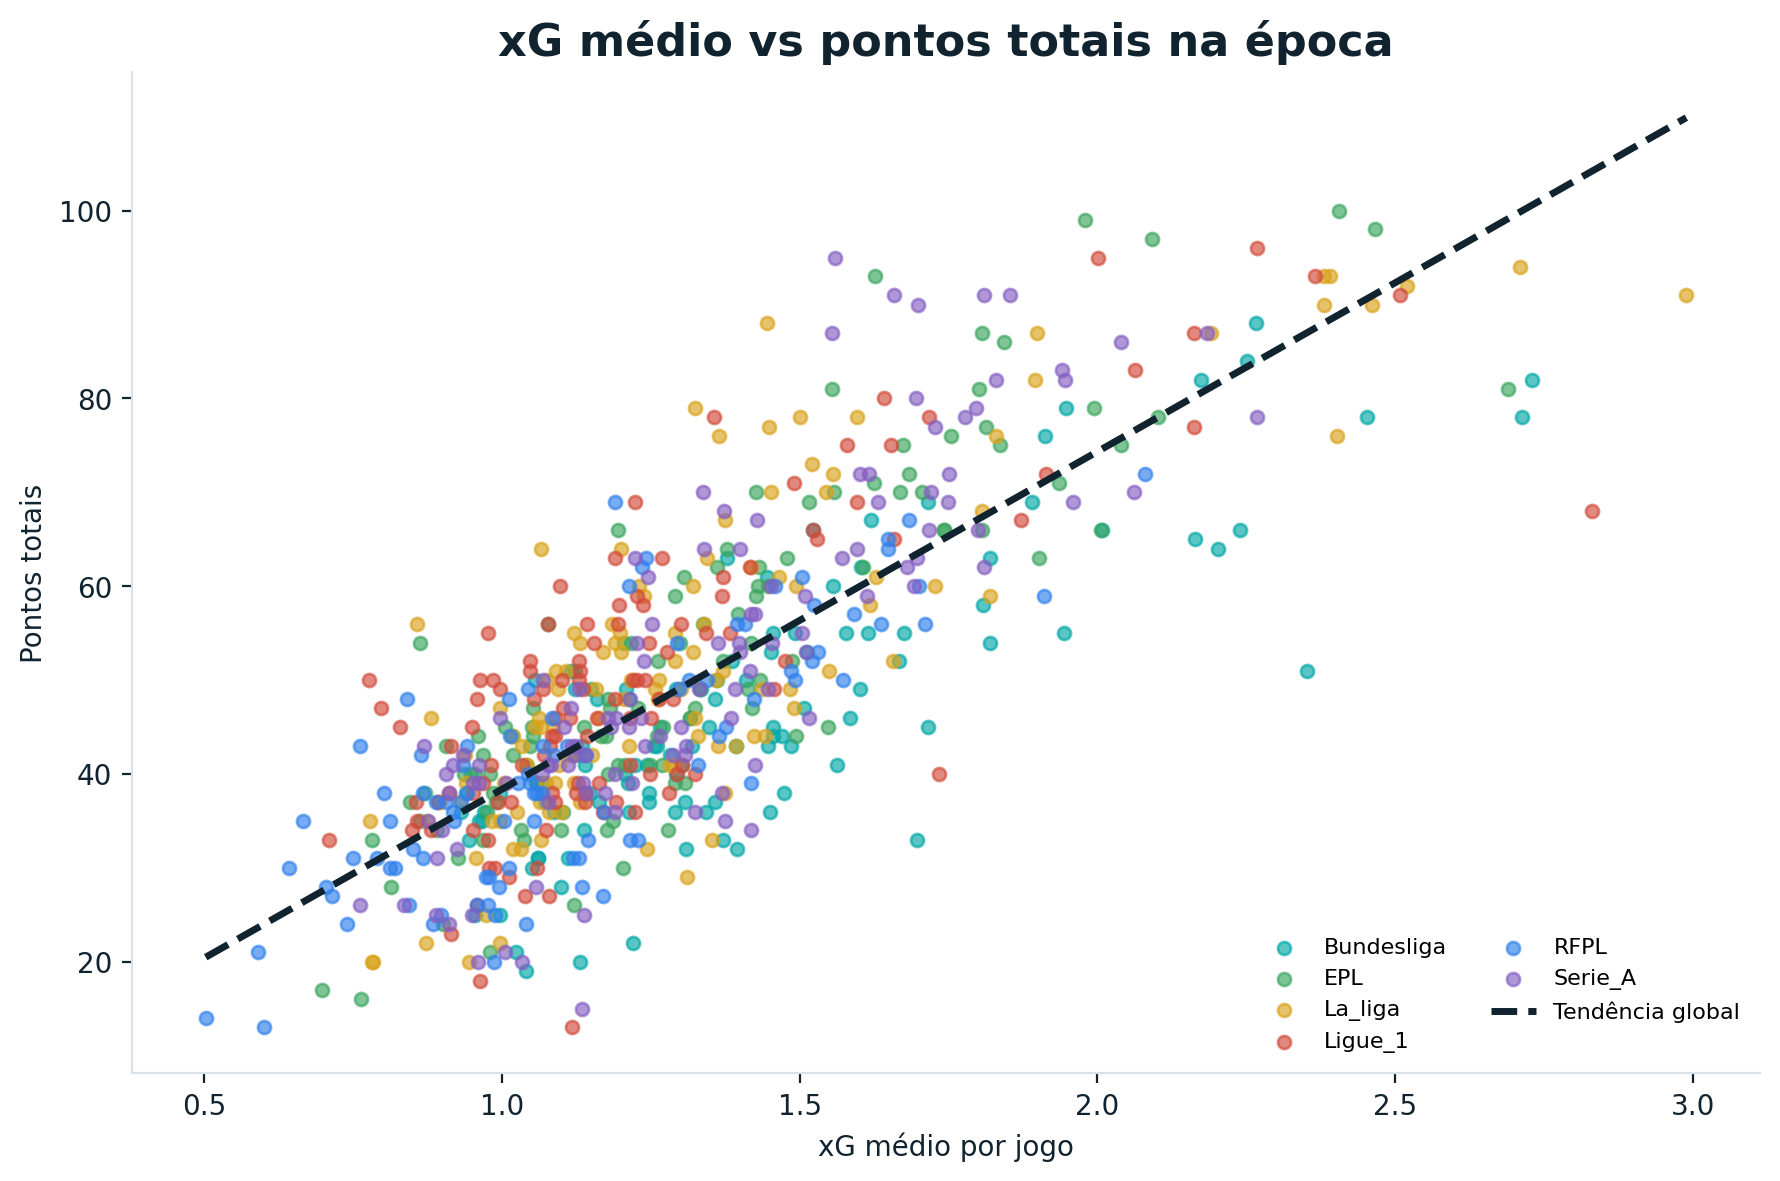 xG médio vs pontos totais na época
Pontos totais
100
80
60
40
20
0.5
1.0
1.5
2.0
2.5
3.0
xG médio por jogo
Bundesliga
EPL
La_liga
Ligue_1
RFPL
Serie_A
Tendência global